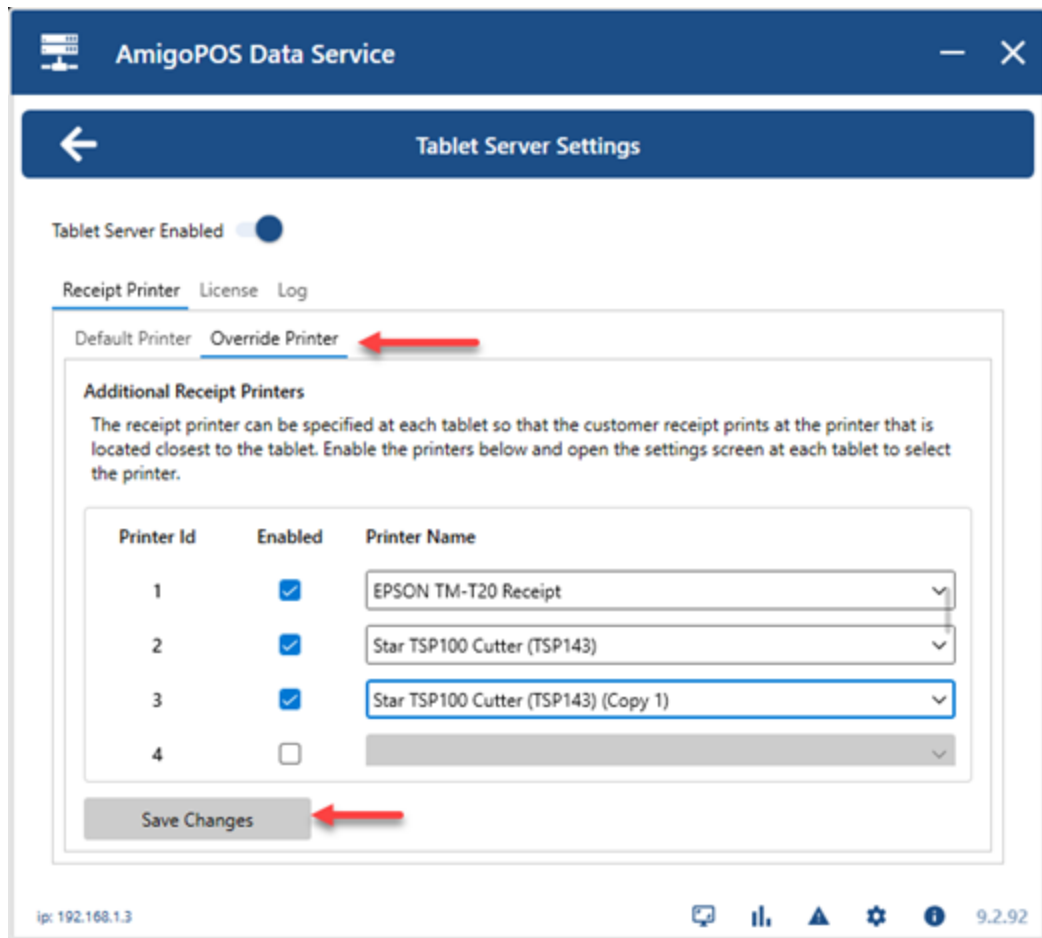 AmigoPOS Data Service
Tablet Server Settings
Tablet Server Enabled
Receipt Printer License Log
Default Printer Override Printer
Additional Receipt Printers
The receipt printer can be specified at each tablet so that the customer receipt prints at the printer that is
located closest to the tablet. Enable the printers below and open the settings screen at each tablet to select
the printer.
Printer Id Enabled Printer Name
1 EPSON TM-T20 Receipt
2 Star TSP100 Cutter (TSP143)
3 Star TSP100 Cutter (TSP143) (Copy 1)
4
Save Changes
ip: 192.168.1.3 9.2.92